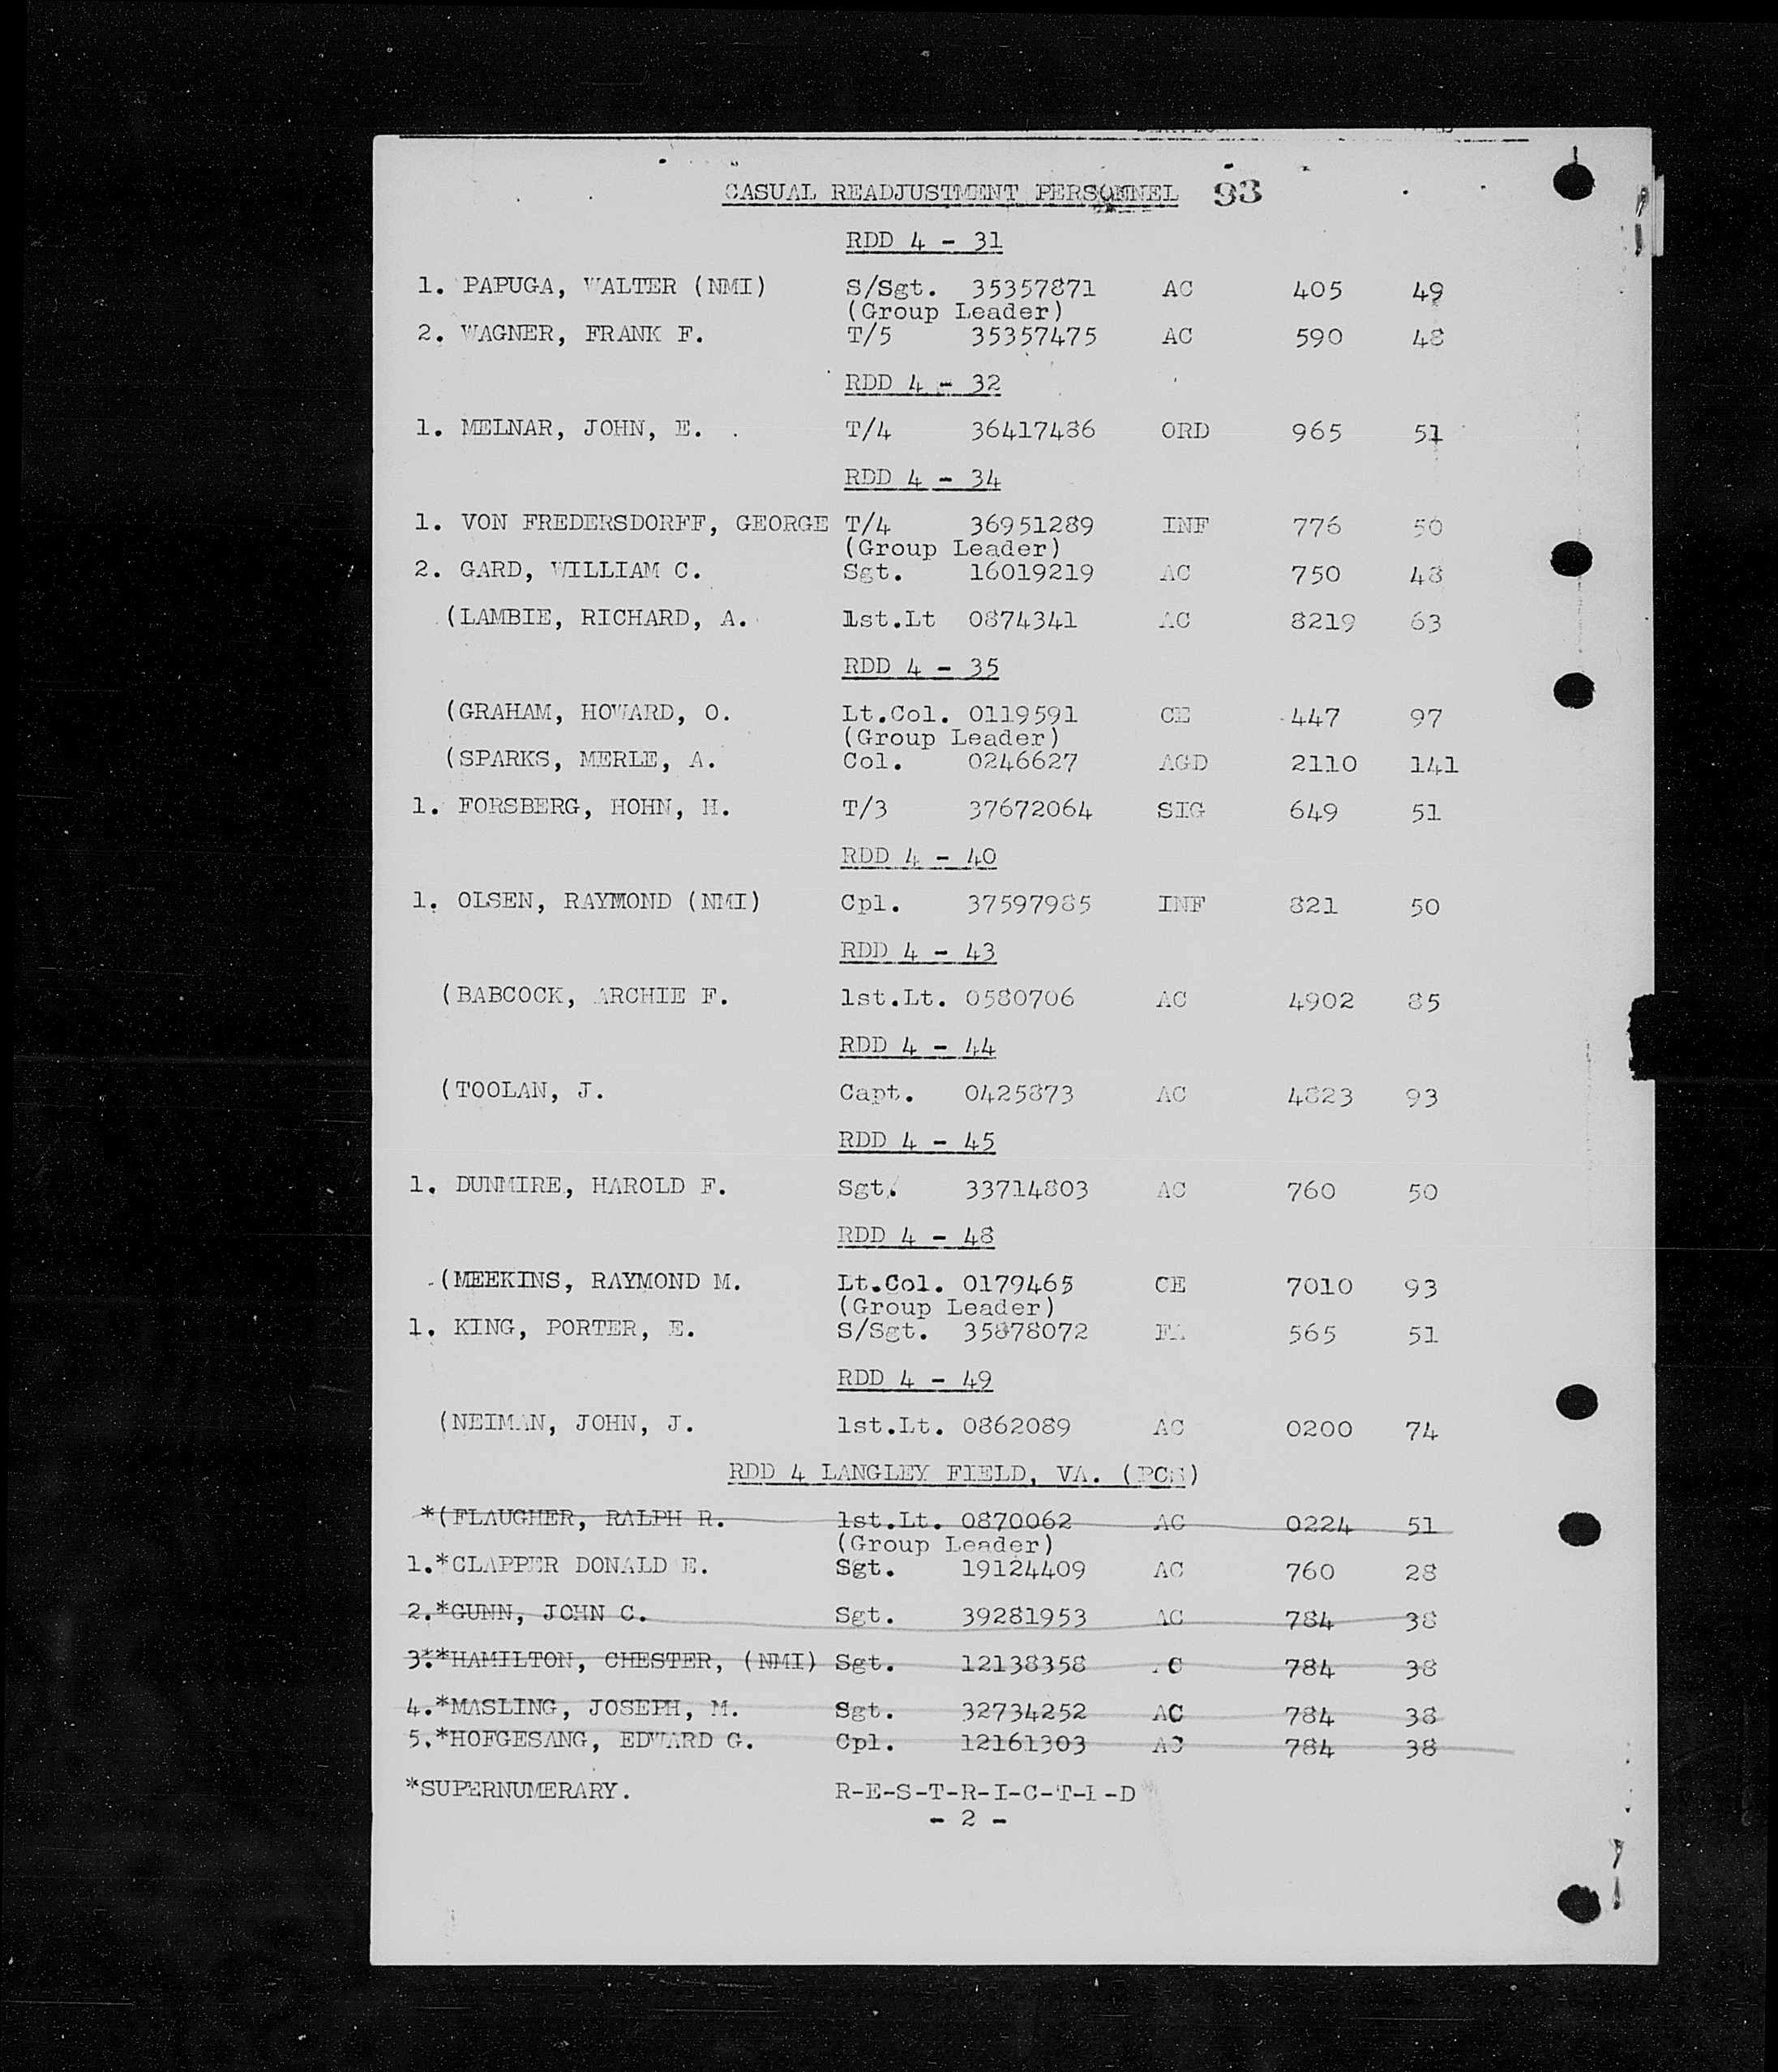 CASUAL READJUSTMENT PERSONNEL 93
RDD 4 - 31
1. PAPUGA, WALTER (NMI) S/Sgt. 35357871 AC 405 49
(Group Leader)
2. WAGNER, FRANK F. T/5 35357475 AC 590 48
RDD 4 - 32
1. MELNAR, JOHN, E. T/4 36417486 ORD 965 51
RDD 4 - 34
1. VON FREDERSDORFF, GEORGE T/4 36951289 INF 776 50
(Group Leader)
2. GARD, WILLIAM C. Sgt. 16019219 AC 750 48
(LAMBIE, RICHARD, A. 1st.Lt 0874341 AC 8219 63
RDD 4 - 35
(GRAHAM, HOWARD, O. Lt.Col. 0119591 CE 447 97
(Group Leader)
(SPARKS, MERLE, A. Col. 0246627 AGD 2110 141
1. FORSBERG, HOHN, H. T/3 37672064 SIG 649 51
RDD 4 - 40
1. OLSEN, RAYMOND (NMI) Cpl. 37597985 INF 821 50
RDD 4 - 43
(BABCOCK, ARCHIE F. 1st.Lt. 0580706 AC 4902 85
RDD 4 - 44
(TOOLAN, J. Capt. 0425873 AC 4823 93
RDD 4 - 45
1. DUNMIRE, HAROLD F. Sgt. 33714803 AC 760 50
RDD 4 - 48
(MEEKINS, RAYMOND M. Lt.Col. 0179465 CE 7010 93
(Group Leader)
1. KING, PORTER, E. S/Sgt. 35878072 FA 565 51
RDD 4 - 49
(NEIMAN, JOHN, J. 1st.Lt. 0862089 AC 0200 74
RDD 4 LANGLEY FIELD, VA. (PCS)
*(FLAUGHER, RALPH R. 1st.Lt. 0870062 AC 0224 51
(Group Leader)
1.*CLAPPER DONALD E. Sgt. 19124409 AC 760 28
2.*GUNN, JOHN C. Sgt. 39281953 AC 784 38
3.**HAMILTON, CHESTER, (NMI) Sgt. 12138358 AC 784 38
4.*MASLING, JOSEPH, M. Sgt. 32734252 AC 784 38
5.*HOFGESANG, EDWARD G. Cpl. 12161303 AC 784 38
*SUPERNUMERARY. R-E-S-T-R-I-C-T-E-D
- 2 -